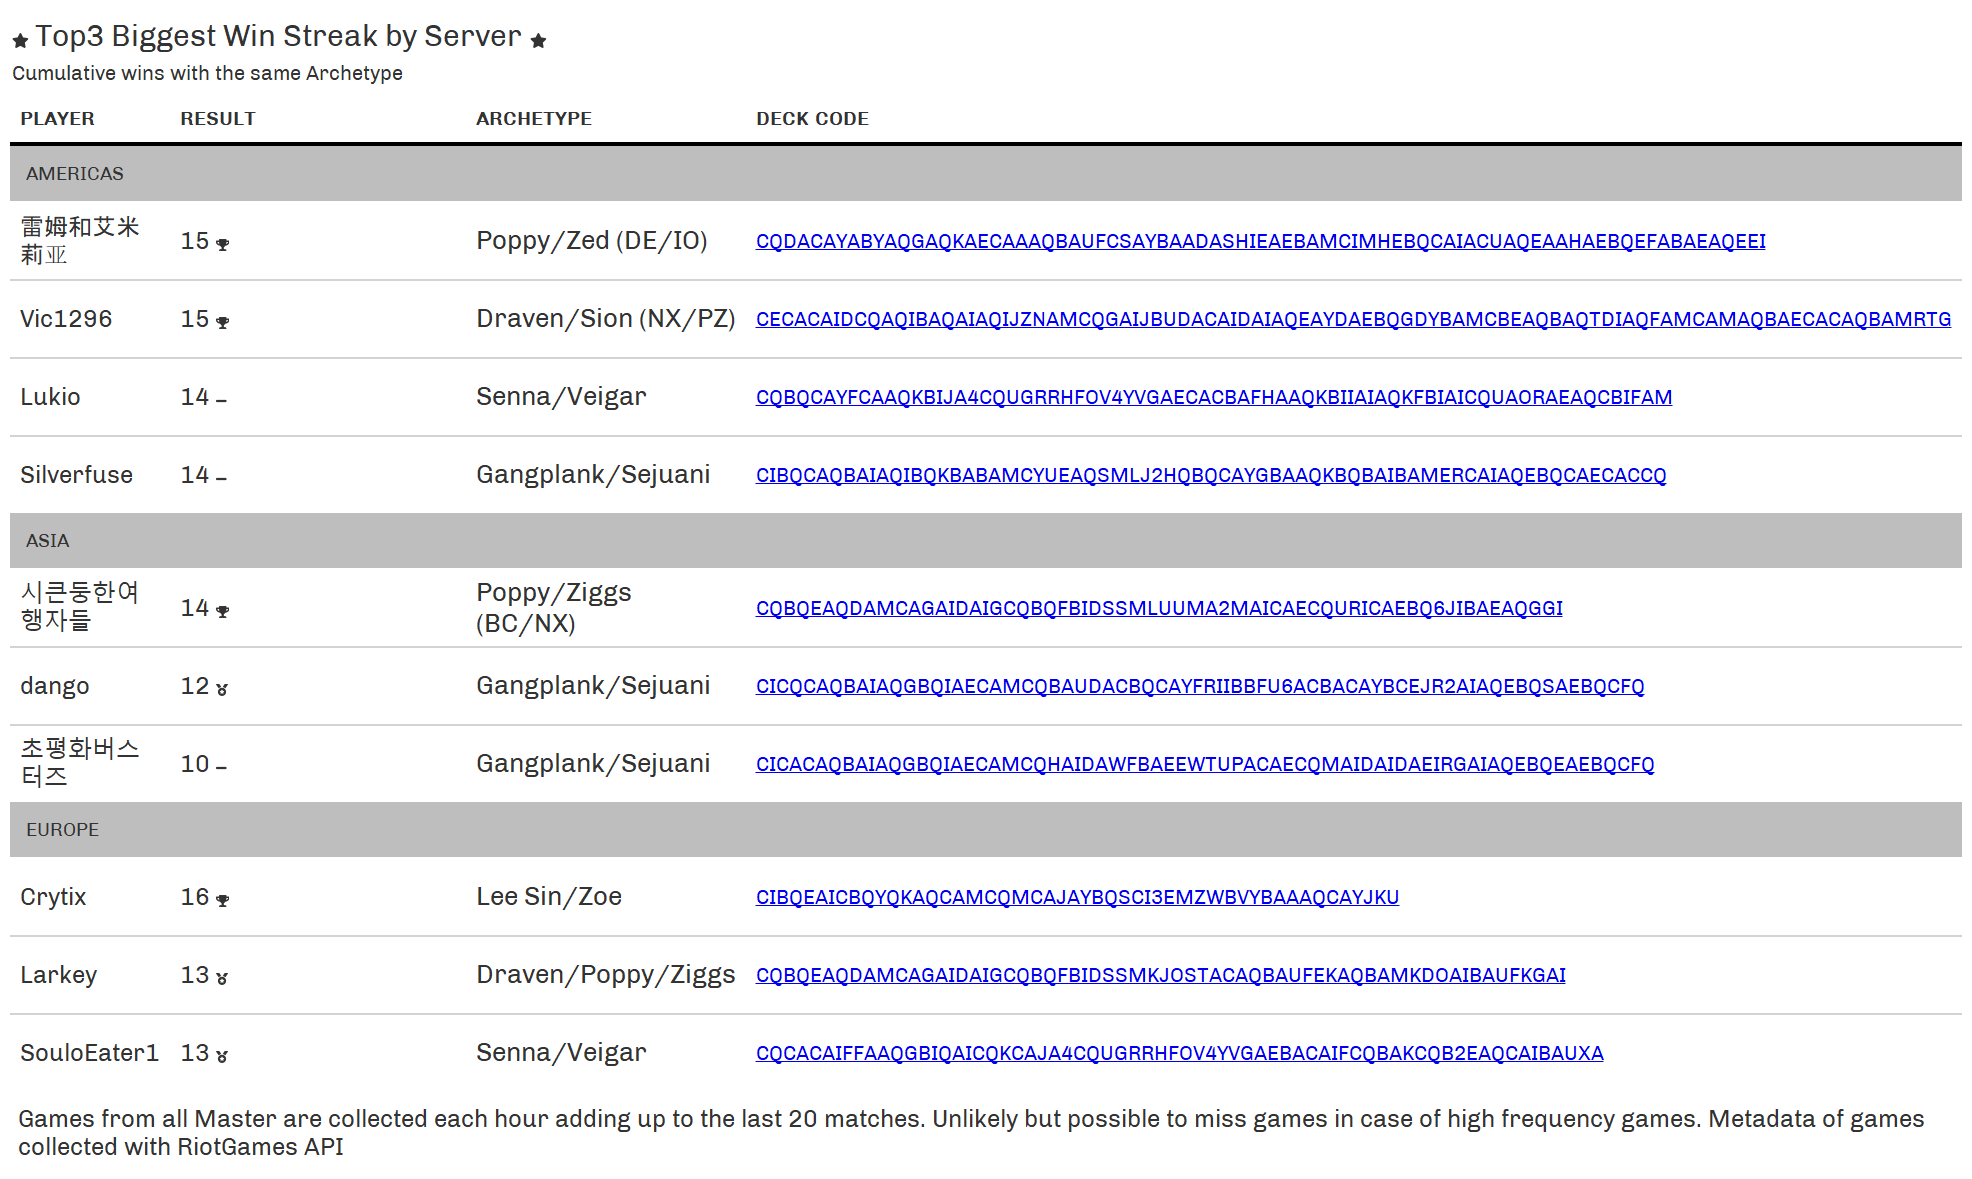 ★ Top3 Biggest Win Streak by Server ★
Cumulative wins with the same Archetype
PLAYER RESULT ARCHETYPE DECK CODE
AMERICAS
雷姆和艾米
莉亚
15 Poppy/Zed (DE/IO) CQDACAYABYAQGAQKAECAAAQBAUFCSAYBAADASHIEAEBAMCIMHEBQCAIACUAQEAAHAEBQEFABAEAQEEI
Vic1296 15 Draven/Sion (NX/PZ) CECACAIDCQAQIBAQAIAQIJZNAMCQGAIJBUDACAIDAIAQEAYDAEBQGDYBAMCBEAQBAQTDIAQFAMCAMAQBAECACAQBAMRTG
Lukio 14 – Senna/Veigar CQBQCAYFCAAQKBIJA4CQUGRRHFOV4YVGAECACBAFHAAQKBIIAIAQKFBIAICQUAORAEAQCBIFAM
Silverfuse 14 – Gangplank/Sejuani CIBQCAQBAIAQIBQKBABAMCYUEAQSMLJ2HQBQCAYGBAAQKBQBAIBAMERCAIAQEBQCAECACCQ
ASIA
시큰둥한여
행자들
14 Poppy/Ziggs
(BC/NX)
CQBQEAQDAMCAGAIDAIGCQBQFBIDSSMLUUMA2MAICAECQURICAEBQ6JIBAEAQGGI
dango 12 Gangplank/Sejuani CICQCAQBAIAQGBQIAECAMCQBAUDACBQCAYFRIIBBFU6ACBACAYBCEJR2AIAQEBQSAEBQCFQ
초평화버스
터즈
10 – Gangplank/Sejuani CICACAQBAIAQGBQIAECAMCQHAIDAWFBAEEWTUPACAECQMAIDAIDAEIRGAIAQEBQEAEBQCFQ
EUROPE
Crytix 16 Lee Sin/Zoe CIBQEAICBQYQKAQCAMCQMCAJAYBQSCI3EMZWBVYBAAAQCAYJKU
Larkey 13 Draven/Poppy/Ziggs CQBQEAQDAMCAGAIDAIGCQBQFBIDSSMKJOSTACAQBAUFEKAQBAMKDOAIBAUFKGAI
SouloEater1 13 Senna/Veigar CQCACAIFFAAQGBIQAICQKCAJA4CQUGRRHFOV4YVGAEBACAIFCQBAKCQB2EAQCAIBAUXA
Games from all Master are collected each hour adding up to the last 20 matches. Unlikely but possible to miss games in case of high frequency games. Metadata of games
collected with RiotGames API